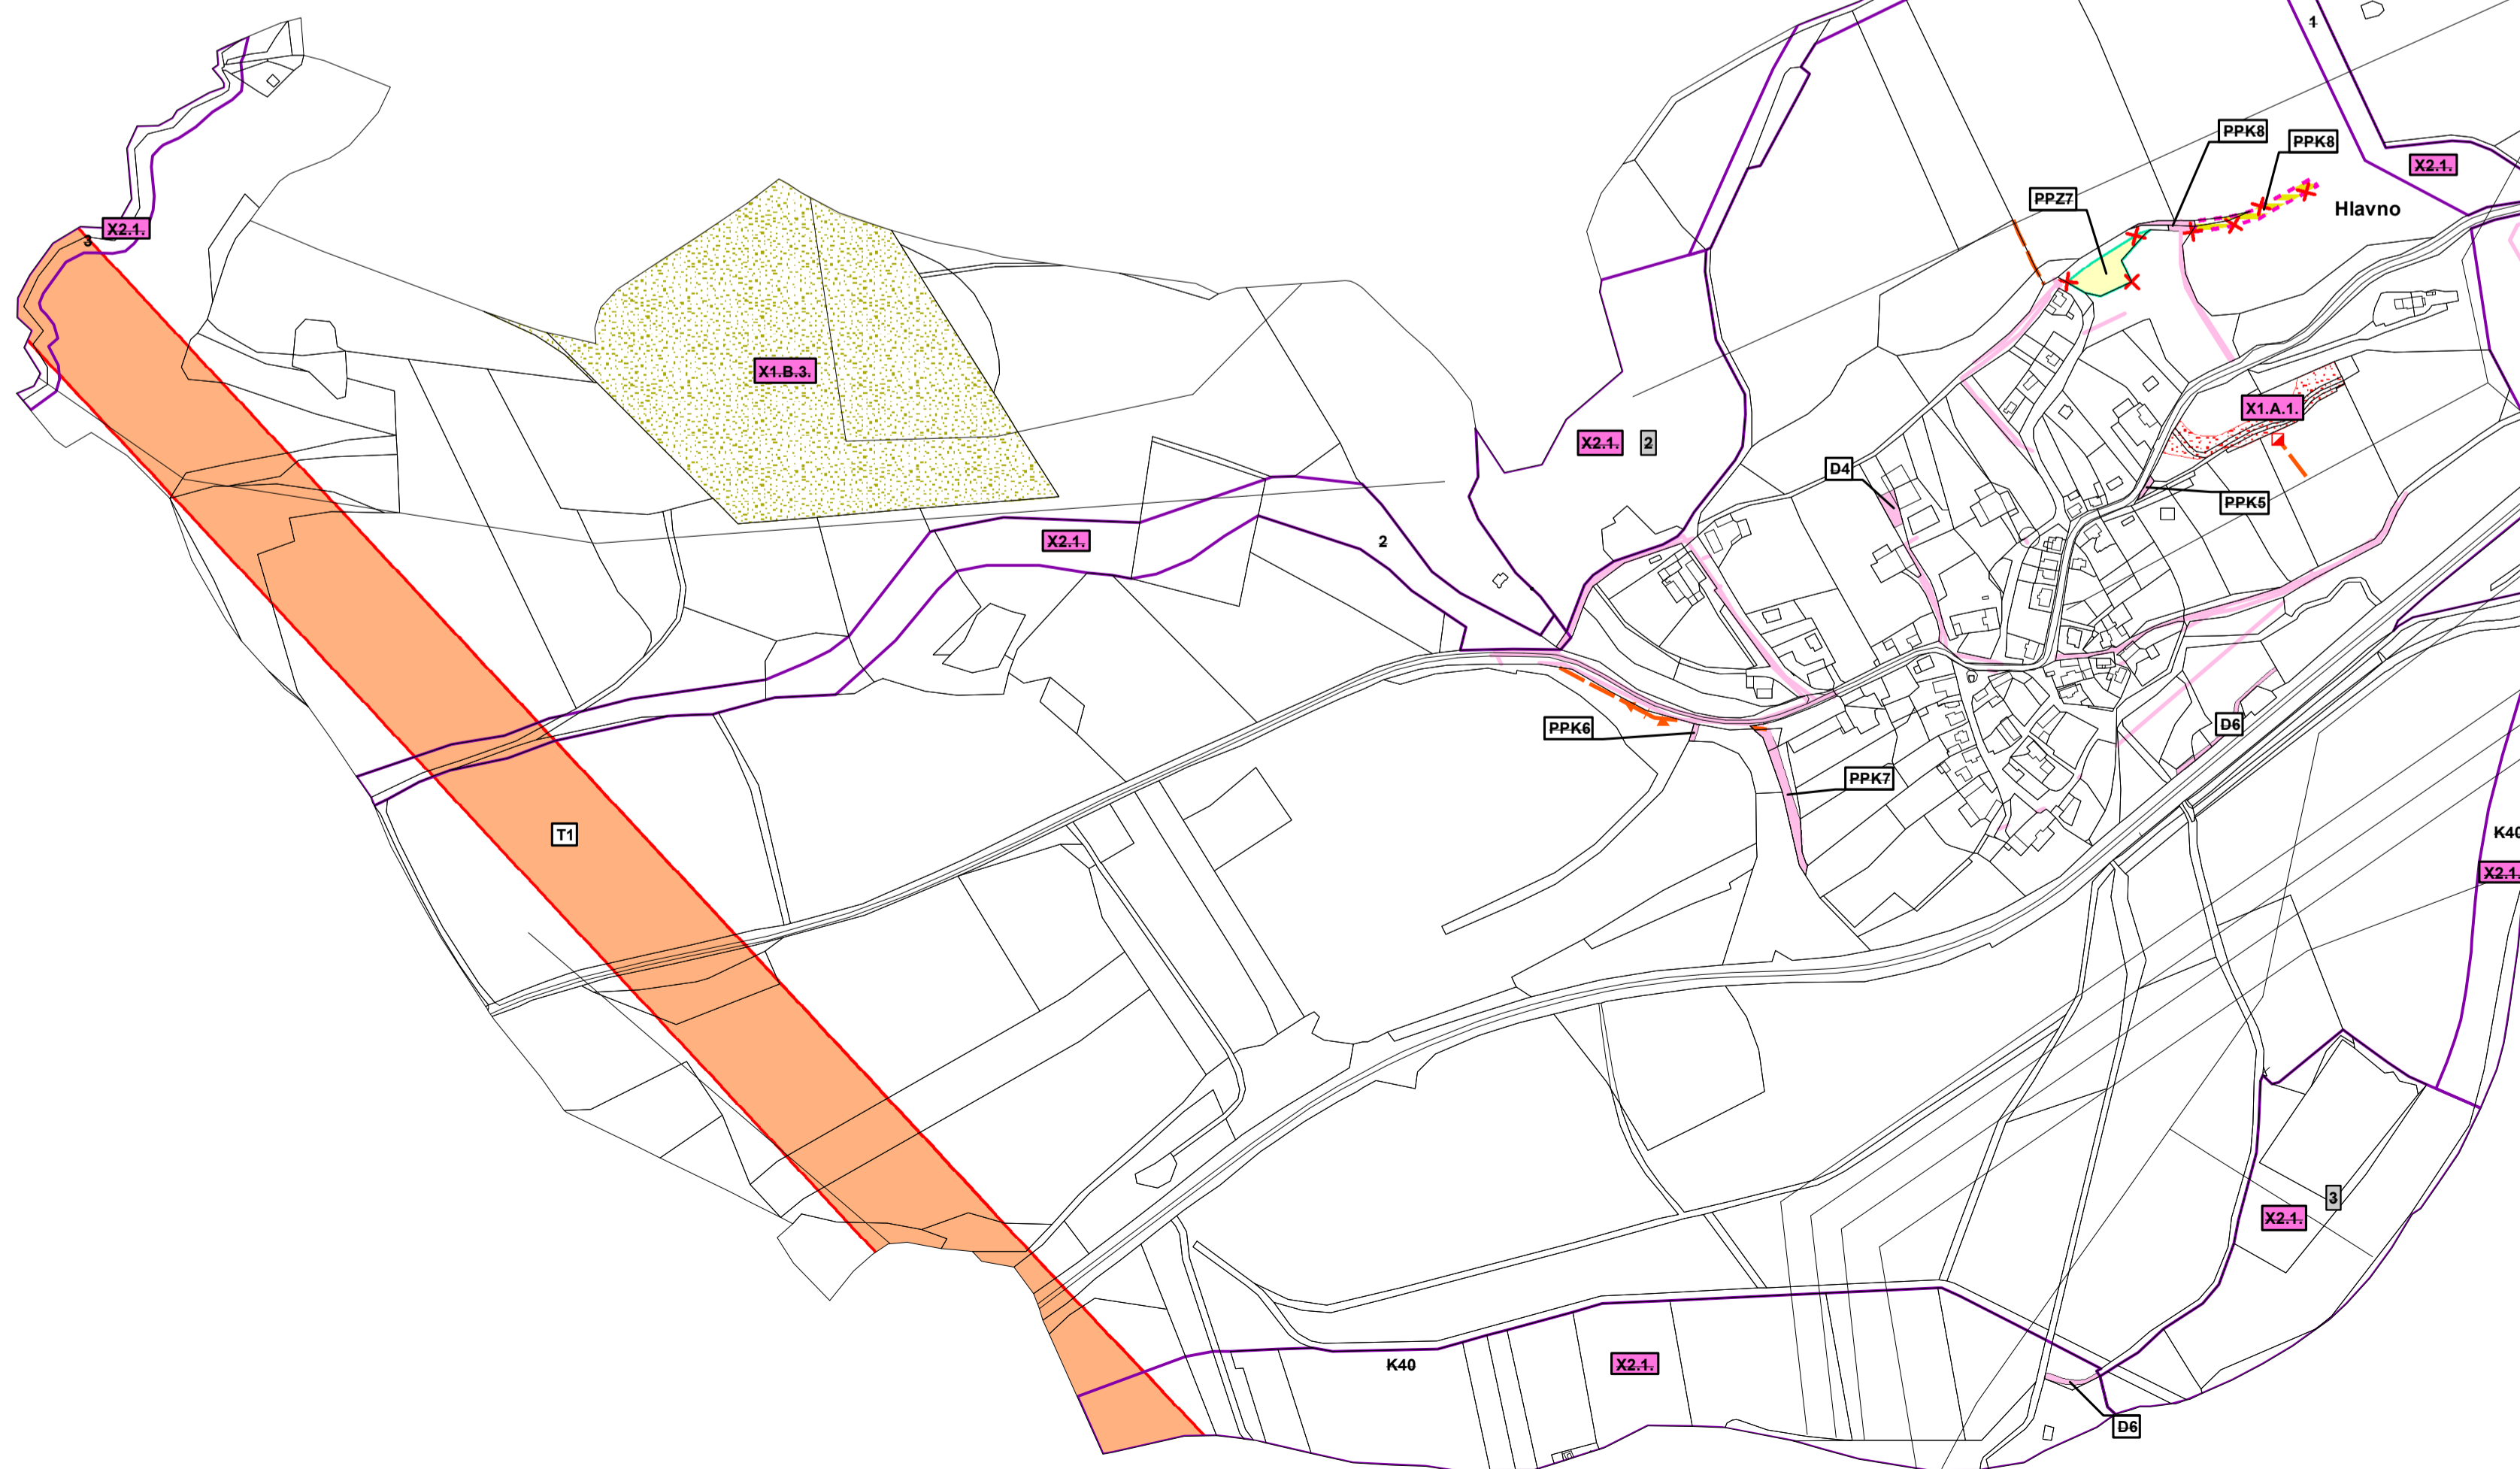 1
PPK8
PPK8
X2.1.
PPZ7
Hlavno
X2.1.
3
X1.B.3.
X1.A.1.
X2.1.
2
D4
PPK5
X2.1.
2
PPK6
D6
PPK7
T1
K40
X2.1.
3
X2.1.
K40
X2.1.
D6